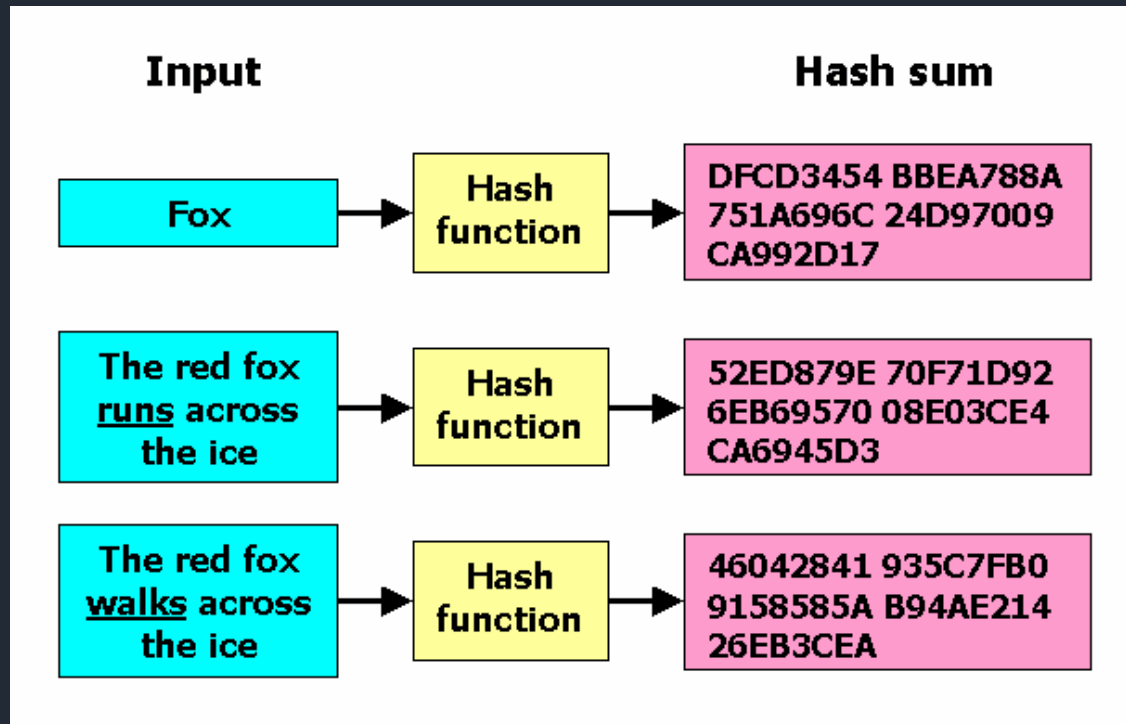 Input
Hash sum
Fox
Hash
function
DFCD3454 BBEA788A
751A696C 24D97009
CA992D17
The red fox
runs across
the ice
Hash
function
52ED879E 70F71D92
6EB69570 08E03CE4
CA6945D3
The red fox
walks across
the ice
Hash
function
46042841 935C7FB0
9158585A B94AE214
26EB3CEA